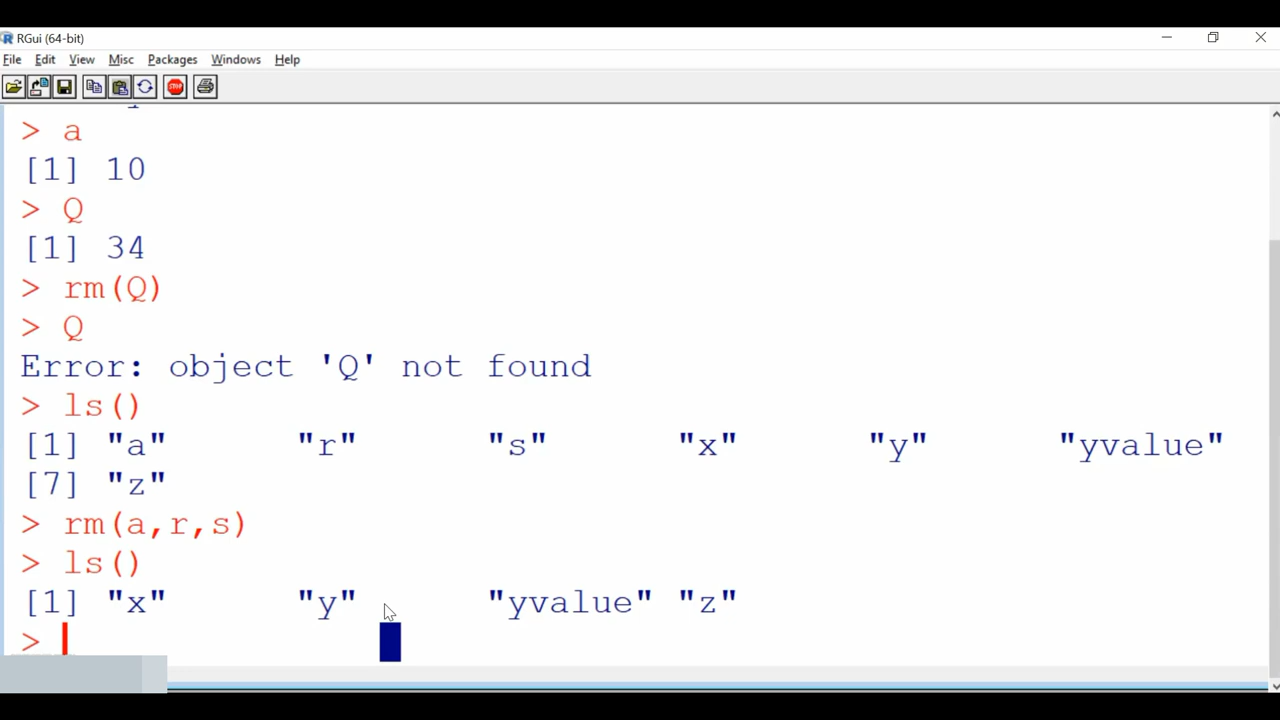 RGui (64-bit)
File Edit View Misc Packages Windows Help
STOP
> a
[1] 10
> Q
[1] 34
> rm(Q)
> Q
Error: object 'Q' not found
> ls()
[1] "a" "r" "s" "x" "y" "yvalue"
[7] "z"
> rm(a,r,s)
> ls()
[1] "x" "y" "yvalue" "z"
>